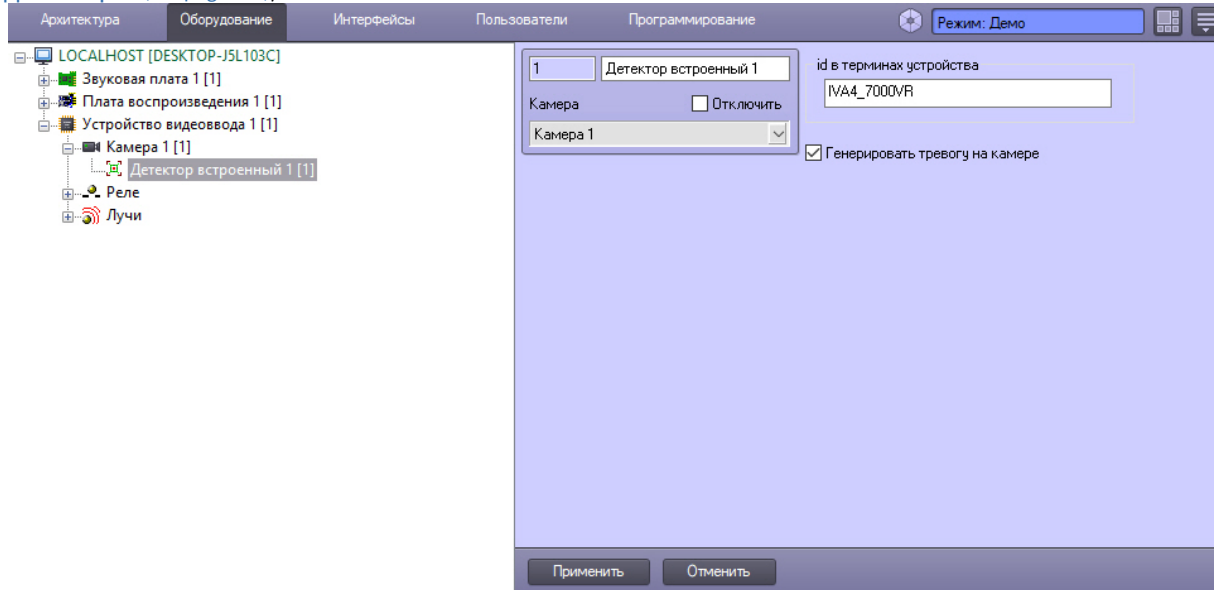 Архитектура Оборудование Интерфейсы Пользователи Программирование Режим: Демо
LOCALHOST [DESKTOP-J5L103C]
Звуковая плата 1 [1]
Плата воспроизведения 1 [1]
Устройство видеоввода 1 [1]
Камера 1 [1]
Детектор встроенный 1 [1]
Реле
Лучи
1 Детектор встроенный 1
Камера Отключить
Камера 1
id в терминах устройства
IVA4_7000VR
Генерировать тревогу на камере
Применить Отменить